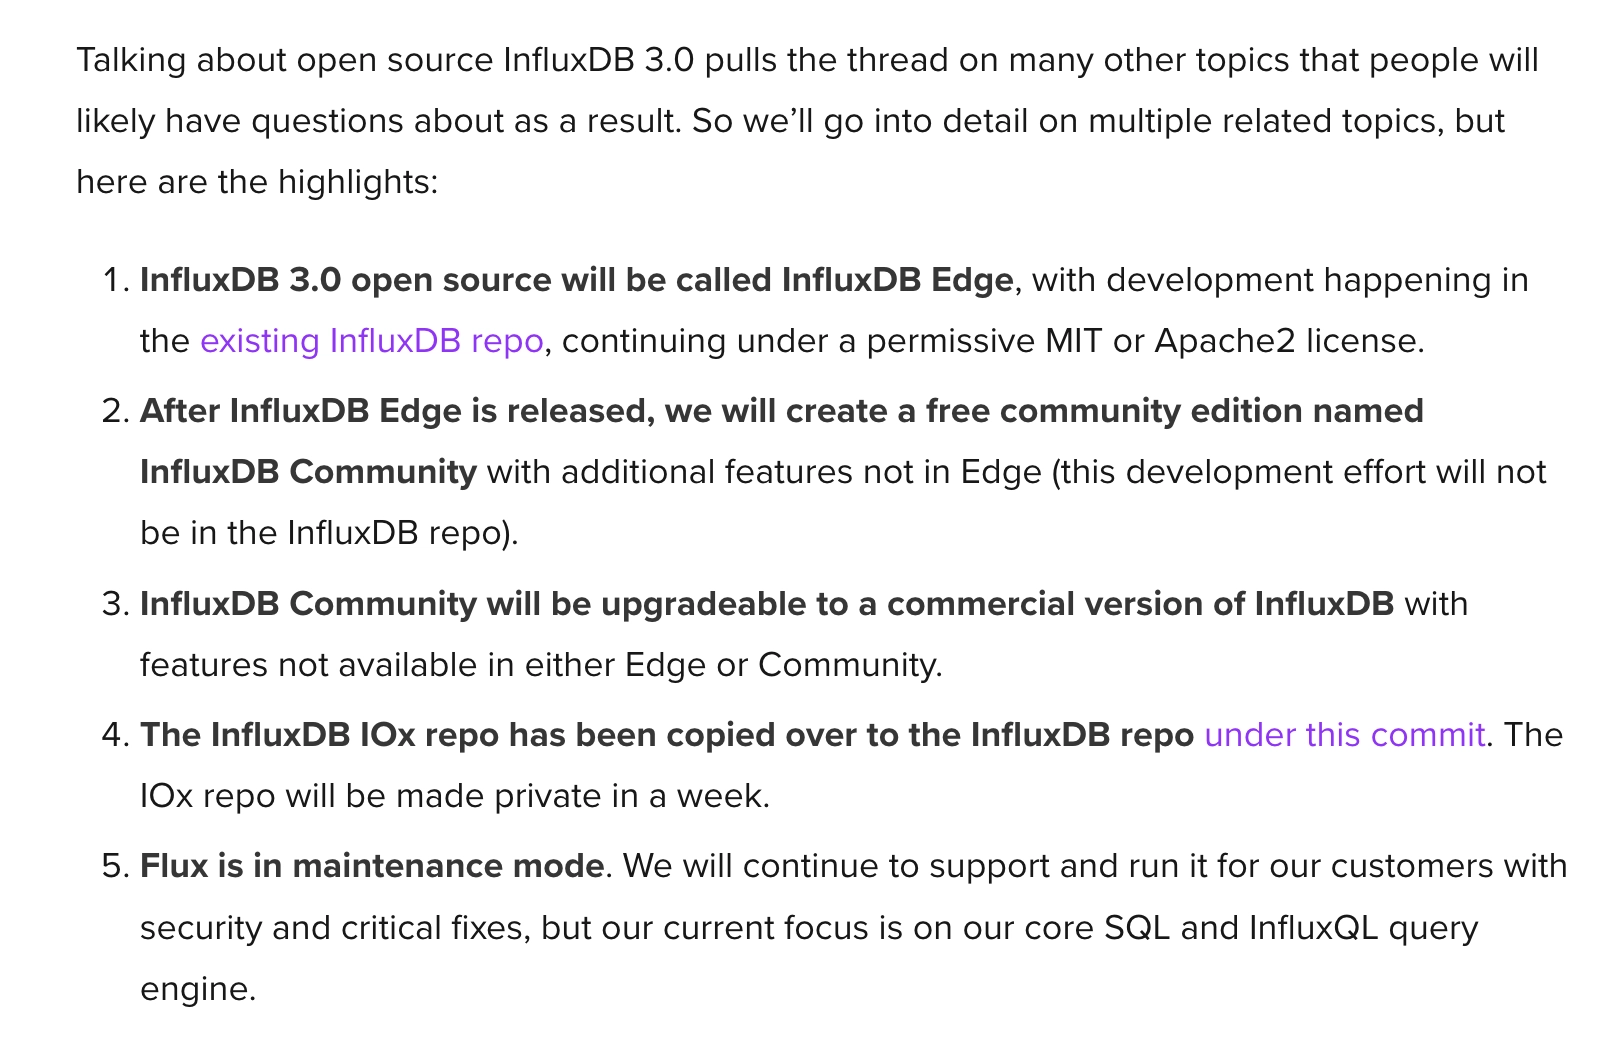 Talking about open source InfluxDB 3.0 pulls the thread on many other topics that people will
likely have questions about as a result. So we’ll go into detail on multiple related topics, but
here are the highlights:
1. InfluxDB 3.0 open source will be called InfluxDB Edge, with development happening in
the existing InfluxDB repo, continuing under a permissive MIT or Apache2 license.
2. After InfluxDB Edge is released, we will create a free community edition named
InfluxDB Community with additional features not in Edge (this development effort will not
be in the InfluxDB repo).
3. InfluxDB Community will be upgradeable to a commercial version of InfluxDB with
features not available in either Edge or Community.
4. The InfluxDB IOx repo has been copied over to the InfluxDB repo under this commit. The
IOx repo will be made private in a week.
5. Flux is in maintenance mode. We will continue to support and run it for our customers with
security and critical fixes, but our current focus is on our core SQL and InfluxQL query
engine.